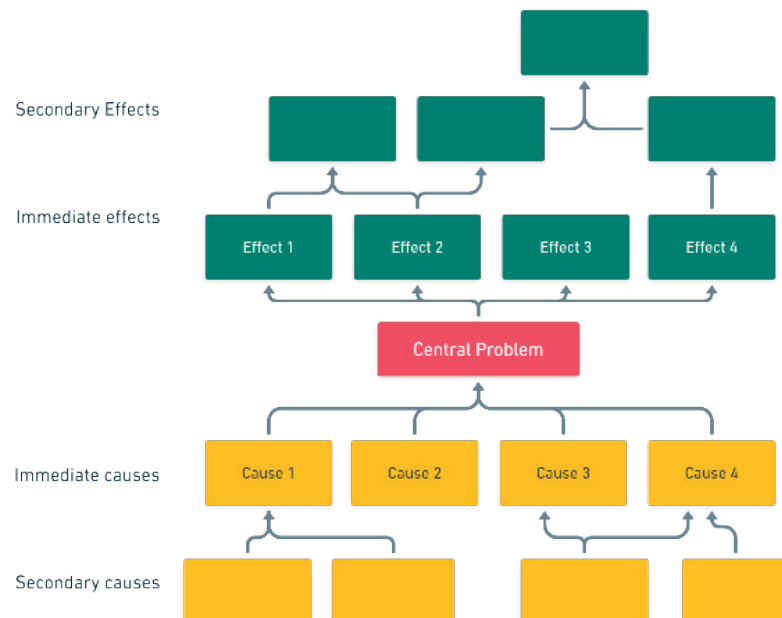 Secondary Effects
Immediate effects
Effect 1
Effect 2
Effect 3
Effect 4
Central Problem
Immediate causes
Cause 1
Cause 2
Cause 3
Cause 4
Secondary causes